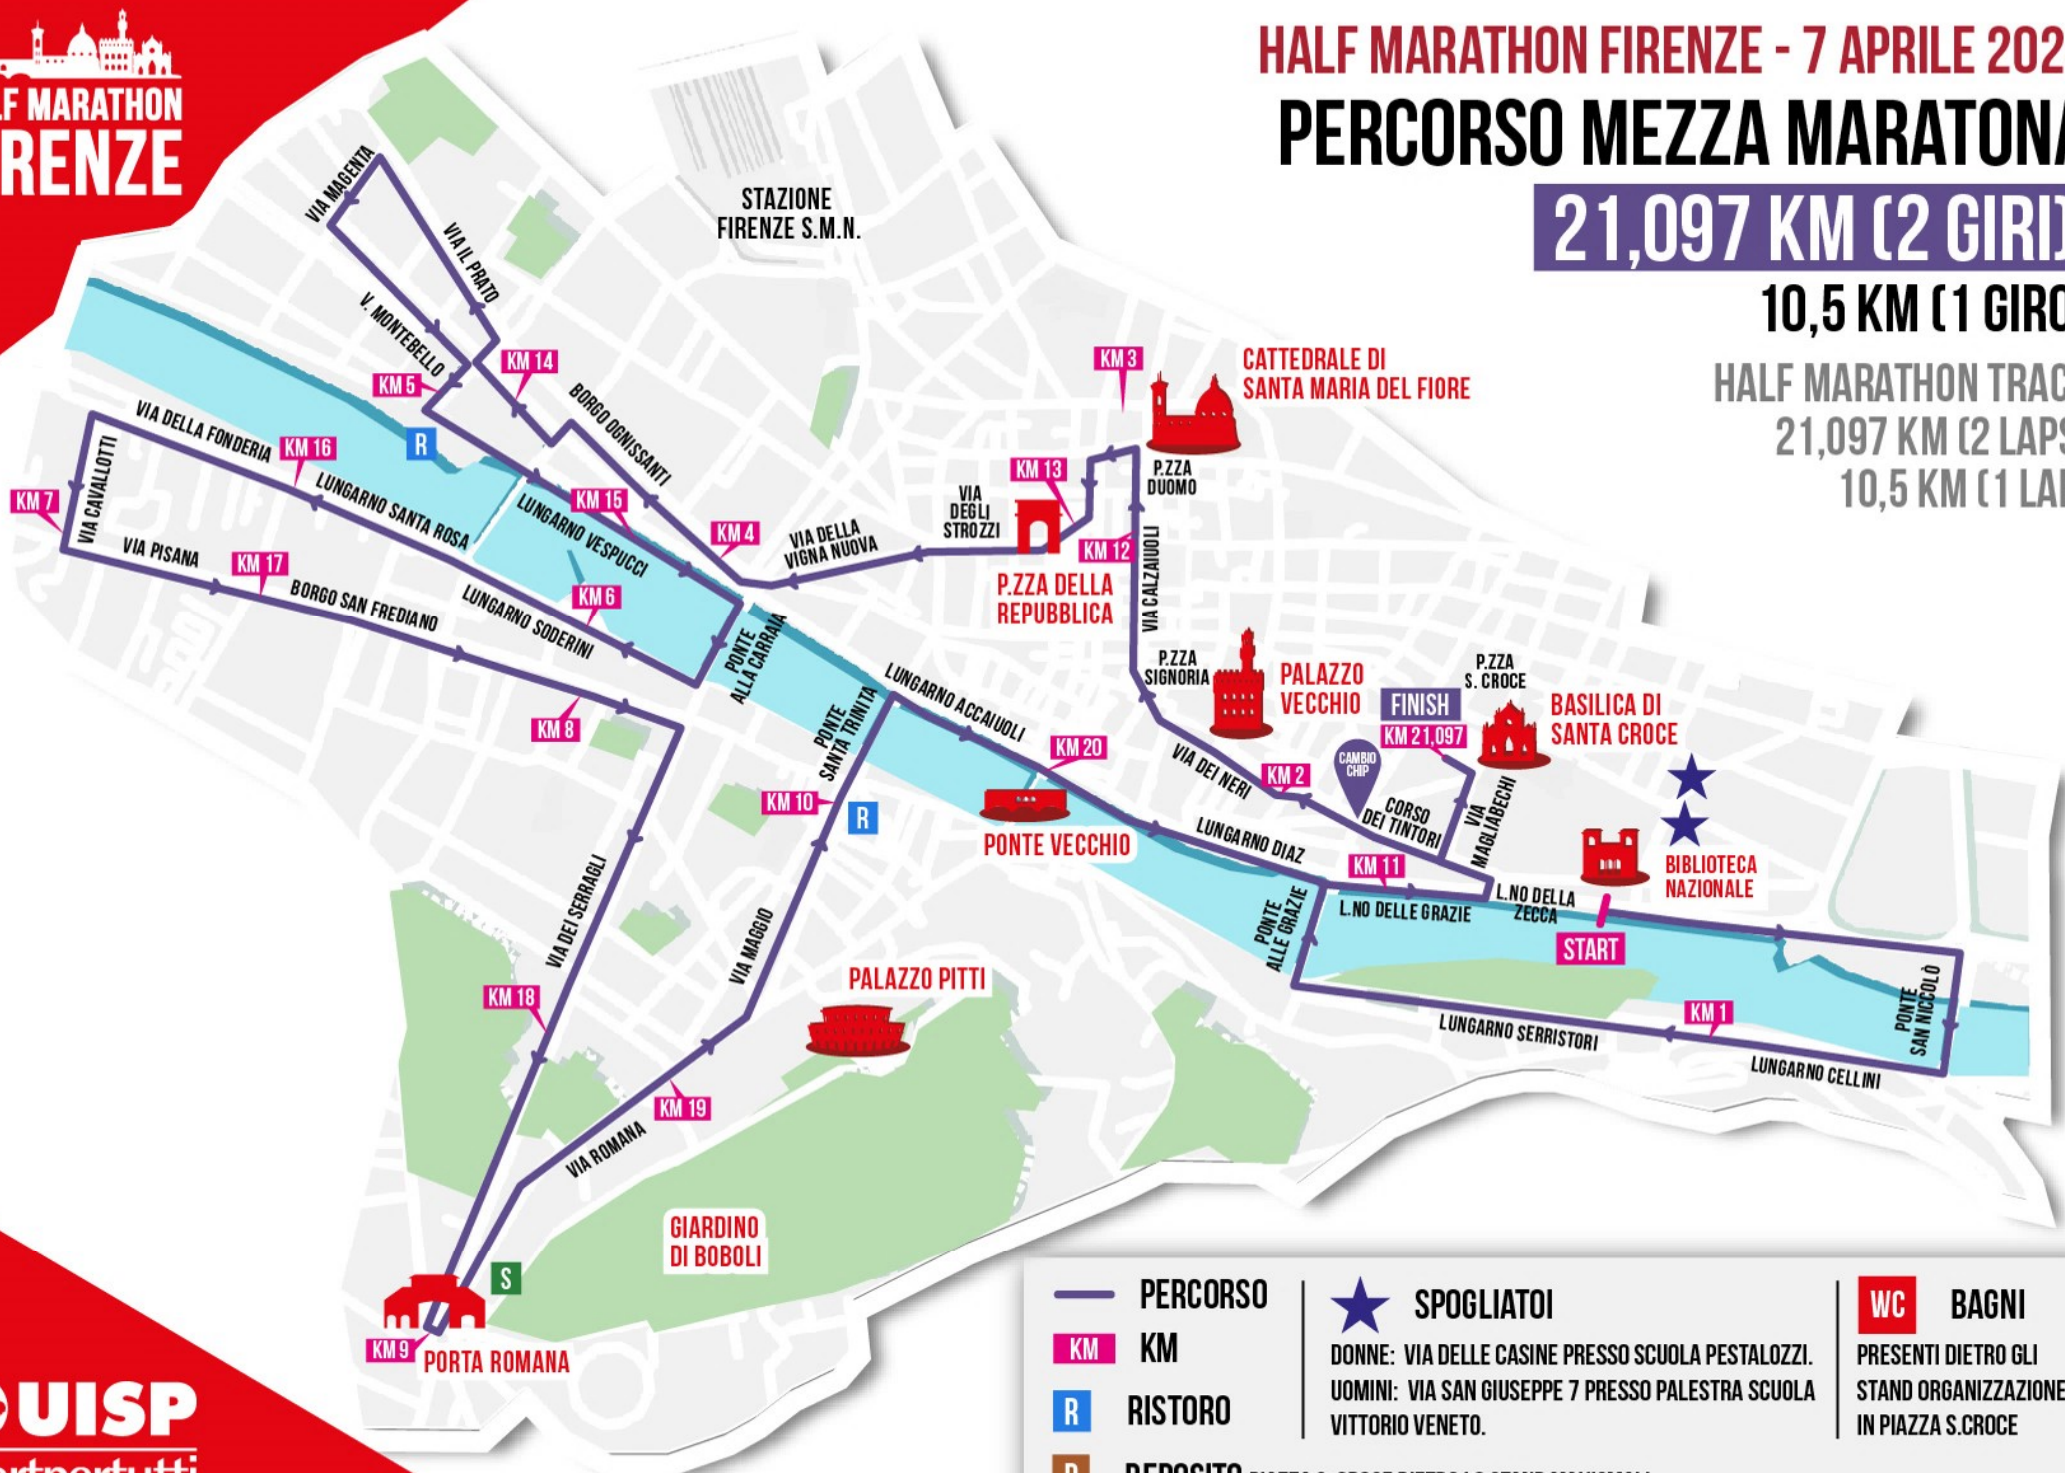 LF MARATHON
RENZE
HALF MARATHON FIRENZE - 7 APRILE 202
PERCORSO MEZZA MARATONA
21,097 KM (2 GIRI)
10,5 KM (1 GIRO
HALF MARATHON TRAC
21,097 KM (2 LAPS
10,5 KM (1 LAP
STAZIONE
FIRENZE S.M.N.
VIA MAGENTA
VIA IL PRATO
V. MONTEBELLO
KM 14
KM 5
BORGO OGNISSANTI
R
KM 3
CATTEDRALE DI
SANTA MARIA DEL FIORE
P.ZZA
DUOMO
KM 13
VIA
DEGLI
STROZZI
KM 12
P.ZZA DELLA
REPUBBLICA
VIA CALZAIUOLI
VIA DELLA FONDERIA
KM 16
VIA CAVALLOTTI
KM 7
LUNGARNO SANTA ROSA
VIA PISANA
KM 17
BORGO SAN FREDIANO
KM 15
LUNGARNO VESPUCCI
KM 4
VIA DELLA
VIGNA NUOVA
KM 6
LUNGARNO SODERINI
PONTE
ALLA CARRAIA
KM 8
P.ZZA
SIGNORIA
PALAZZO
VECCHIO
P.ZZA
S. CROCE
FINISH
KM 21,097
BASILICA DI
SANTA CROCE
LUNGARNO ACCAIUOLI
PONTE
SANTA TRINITA
KM 20
KM 10
R
PONTE VECCHIO
VIA DEI NERI
KM 2
CAMBIO
CHIP
CORSO
DEI TINTORI
VIA
MAGLIABECHI
LUNGARNO DIAZ
KM 11
L.NO DELLE GRAZIE
L.NO DELLA
ZECCA
BIBLIOTECA
NAZIONALE
START
PONTE
ALLE GRAZIE
PONTE
SAN NICCOLÒ
KM 1
LUNGARNO SERRISTORI
LUNGARNO CELLINI
VIA DEI SERRAGLI
VIA MAGGIO
PALAZZO PITTI
KM 18
KM 19
VIA ROMANA
GIARDINO
DI BOBOLI
S
KM 9
PORTA ROMANA
UISP
PERCORSO
KM KM
R RISTORO
SPOGLIATOI
DONNE: VIA DELLE CASINE PRESSO SCUOLA PESTALOZZI.
UOMINI: VIA SAN GIUSEPPE 7 PRESSO PALESTRA SCUOLA
VITTORIO VENETO.
WC BAGNI
PRESENTI DIETRO GLI
STAND ORGANIZZAZIONE
IN PIAZZA S.CROCE